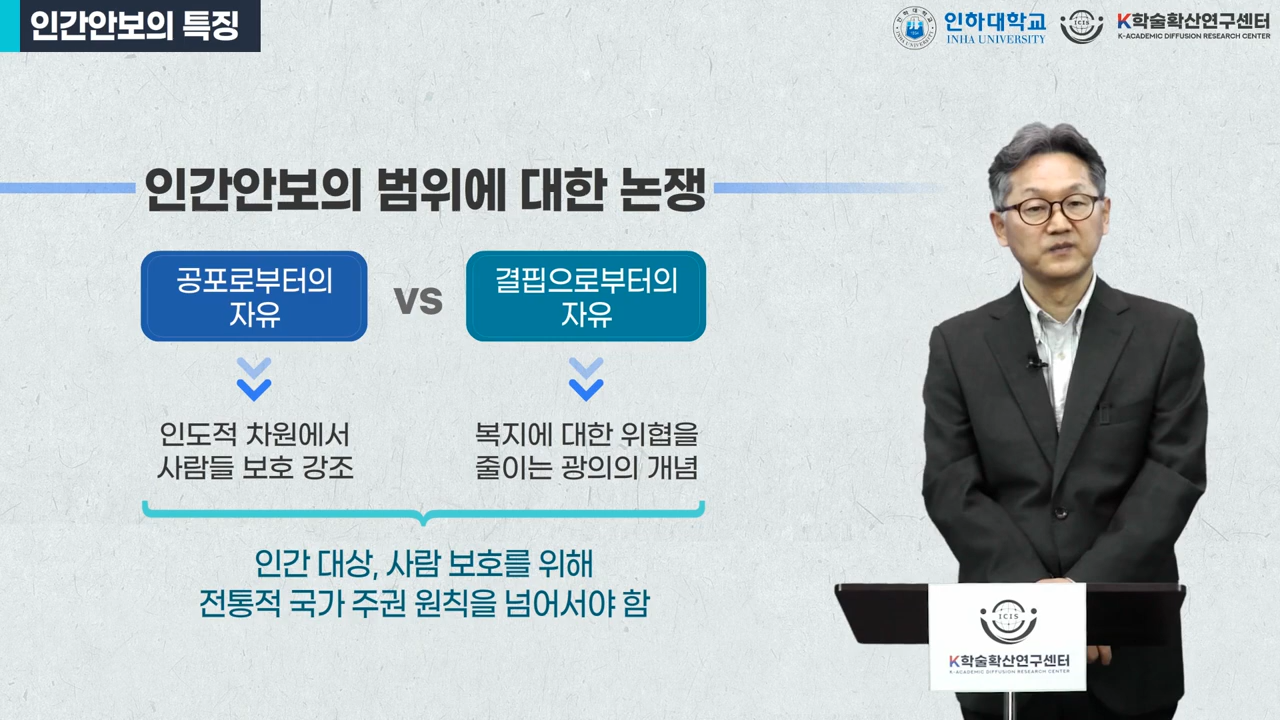 인간안보의 특징
인하대학교
INHA UNIVERSITY
K학술확산연구센터
K-ACADEMIC DIFFUSION RESEARCH CENTER
ICIS
인간안보의 범위에 대한 논쟁
공포로부터의
자유
VS
결핍으로부터의
자유
인도적 차원에서
사람들 보호 강조
복지에 대한 위협을
줄이는 광의의 개념
인간 대상, 사람 보호를 위해
전통적 국가 주권 원칙을 넘어서야 함
ICIS
K학술확산연구센터
K-ACADEMIC DIFFUSION RESEARCH CENTER